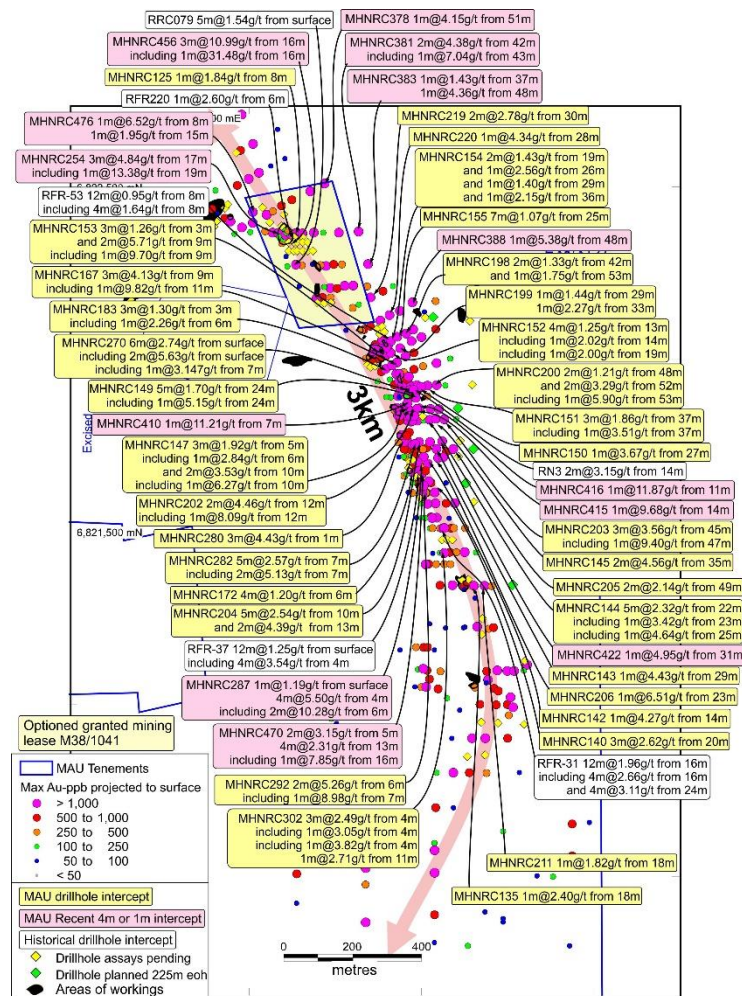 RRC079 5m@1.54g/t from surface
MHNRC456 3m@10.99g/t from 16m
including 1m@31.48g/t from 16m
MHNRC125 1m@1.84g/t from 8m
RFR220 1m@2.60g/t from 6m
MHNRC476 1m@6.52g/t from 8m
1m@1.95g/t from 15m
MHNRC254 3m@4.84g/t from 17m
including 1m@13.38g/t from 19m
RFR-53 12m@0.95g/t from 8m
including 4m@1.64g/t from 8m
MHNRC153 3m@1.26g/t from 3m
and 2m@5.71g/t from 9m
including 1m@9.70g/t from 9m
MHNRC167 3m@4.13g/t from 9m
including 1m@9.82g/t from 11m
MHNRC183 3m@1.30g/t from 3m
including 1m@2.26g/t from 6m
MHNRC270 6m@2.74g/t from surface
including 2m@5.63g/t from surface
including 1m@3.147g/t from 7m
MHNRC149 5m@1.70g/t from 24m
including 1m@5.15g/t from 24m
MHNRC410 1m@11.21g/t from 7m
MHNRC147 3m@1.92g/t from 5m
including 1m@2.84g/t from 6m
and 2m@3.53g/t from 10m
including 1m@6.27g/t from 10m
MHNRC202 2m@4.46g/t from 12m
including 1m@8.09g/t from 12m
MHNRC280 3m@4.43g/t from 1m
MHNRC282 5m@2.57g/t from 7m
including 2m@5.13g/t from 7m
MHNRC172 4m@1.20g/t from 6m
MHNRC204 5m@2.54g/t from 10m
and 2m@4.39g/t from 13m
RFR-37 12m@1.25g/t from surface
including 4m@3.54g/t from 4m
MHNRC287 1m@1.19g/t from surface
4m@5.50g/t from 4m
including 2m@10.28g/t from 6m
MHNRC470 2m@3.15g/t from 5m
4m@2.31g/t from 13m
including 1m@7.85g/t from 16m
MHNRC292 2m@5.26g/t from 6m
including 1m@8.98g/t from 7m
MHNRC302 3m@2.49g/t from 4m
including 1m@3.05g/t from 4m
including 1m@3.82g/t from 4m
1m@2.71g/t from 11m
MHNRC378 1m@4.15g/t from 51m
MHNRC381 2m@4.38g/t from 42m
including 1m@7.04g/t from 43m
MHNRC383 1m@1.43g/t from 37m
1m@4.36g/t from 48m
MHNRC219 2m@2.78g/t from 30m
MHNRC220 1m@4.34g/t from 28m
MHNRC154 2m@1.43g/t from 19m
and 1m@2.56g/t from 26m
and 1m@1.40g/t from 29m
and 1m@2.15g/t from 36m
MHNRC155 7m@1.07g/t from 25m
MHNRC388 1m@5.38g/t from 48m
MHNRC198 2m@1.33g/t from 42m
and 1m@1.75g/t from 53m
MHNRC199 1m@1.44g/t from 29m
1m@2.27g/t from 33m
MHNRC152 4m@1.25g/t from 13m
including 1m@2.02g/t from 14m
including 1m@2.00g/t from 19m
MHNRC200 2m@1.21g/t from 48m
and 2m@3.29g/t from 52m
including 1m@5.90g/t from 53m
MHNRC151 3m@1.86g/t from 37m
including 1m@3.51g/t from 37m
MHNRC150 1m@3.67g/t from 27m
RN3 2m@3.15g/t from 14m
MHNRC416 1m@11.87g/t from 11m
MHNRC415 1m@9.68g/t from 14m
MHNRC203 3m@3.56g/t from 45m
including 1m@9.40g/t from 47m
MHNRC145 2m@4.56g/t from 35m
MHNRC205 2m@2.14g/t from 49m
MHNRC144 5m@2.32g/t from 22m
including 1m@3.42g/t from 23m
including 1m@4.64g/t from 25m
MHNRC422 1m@4.95g/t from 31m
MHNRC143 1m@4.43g/t from 29m
MHNRC206 1m@6.51g/t from 23m
MHNRC142 1m@4.27g/t from 14m
MHNRC140 3m@2.62g/t from 20m
RFR-31 12m@1.96g/t from 16m
including 4m@2.66g/t from 16m
and 4m@3.11g/t from 24m
MHNRC211 1m@1.82g/t from 18m
MHNRC135 1m@2.40g/t from 18m
3km
Excised
6,821,500 mN
Optioned granted mining
lease M38/1041
MAU Tenements
Max Au-ppb projected to surface
> 1,000
500 to 1,000
250 to 500
100 to 250
50 to 100
< 50
MAU drillhole intercept
MAU Recent 4m or 1m intercept
Historical drillhole intercept
Drillhole assays pending
Drillhole planned 225m eoh
Areas of workings
0 200 400
metres